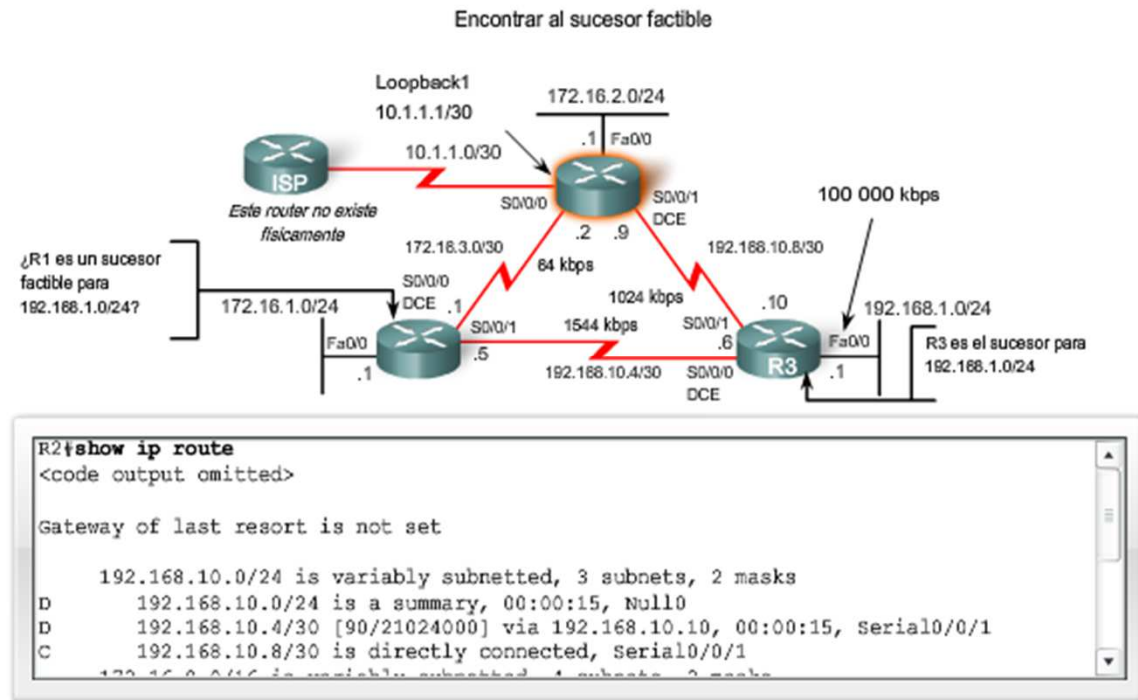 Encontrar al sucesor factible
Loopback1
10.1.1.1/30
172.16.2.0/24
.1
Fa0/0
10.1.1.0/30
ISP
S0/0/0
S0/0/1
DCE
100 000 kbps
Este router no existe
físicamente
.2
.9
172.16.3.0/30
192.168.10.8/30
¿R1 es un sucesor
factible para
192.168.1.0/24?
64 kbps
S0/0/0
DCE
.1
172.16.1.0/24
1024 kbps
.10
192.168.1.0/24
1544 kbps
S0/0/1
S0/0/1
Fa0/0
.5
.6
Fa0/0
R3 es el sucesor para
192.168.1.0/24
.1
192.168.10.4/30
S0/0/0
DCE
R3
.1
R2#show ip route
<code output omitted>
Gateway of last resort is not set
192.168.10.0/24 is variably subnetted, 3 subnets, 2 masks
D 192.168.10.0/24 is a summary, 00:00:15, Null0
D 192.168.10.4/30 [90/21024000] via 192.168.10.10, 00:00:15, Serial0/0/1
C 192.168.10.8/30 is directly connected, Serial0/0/1